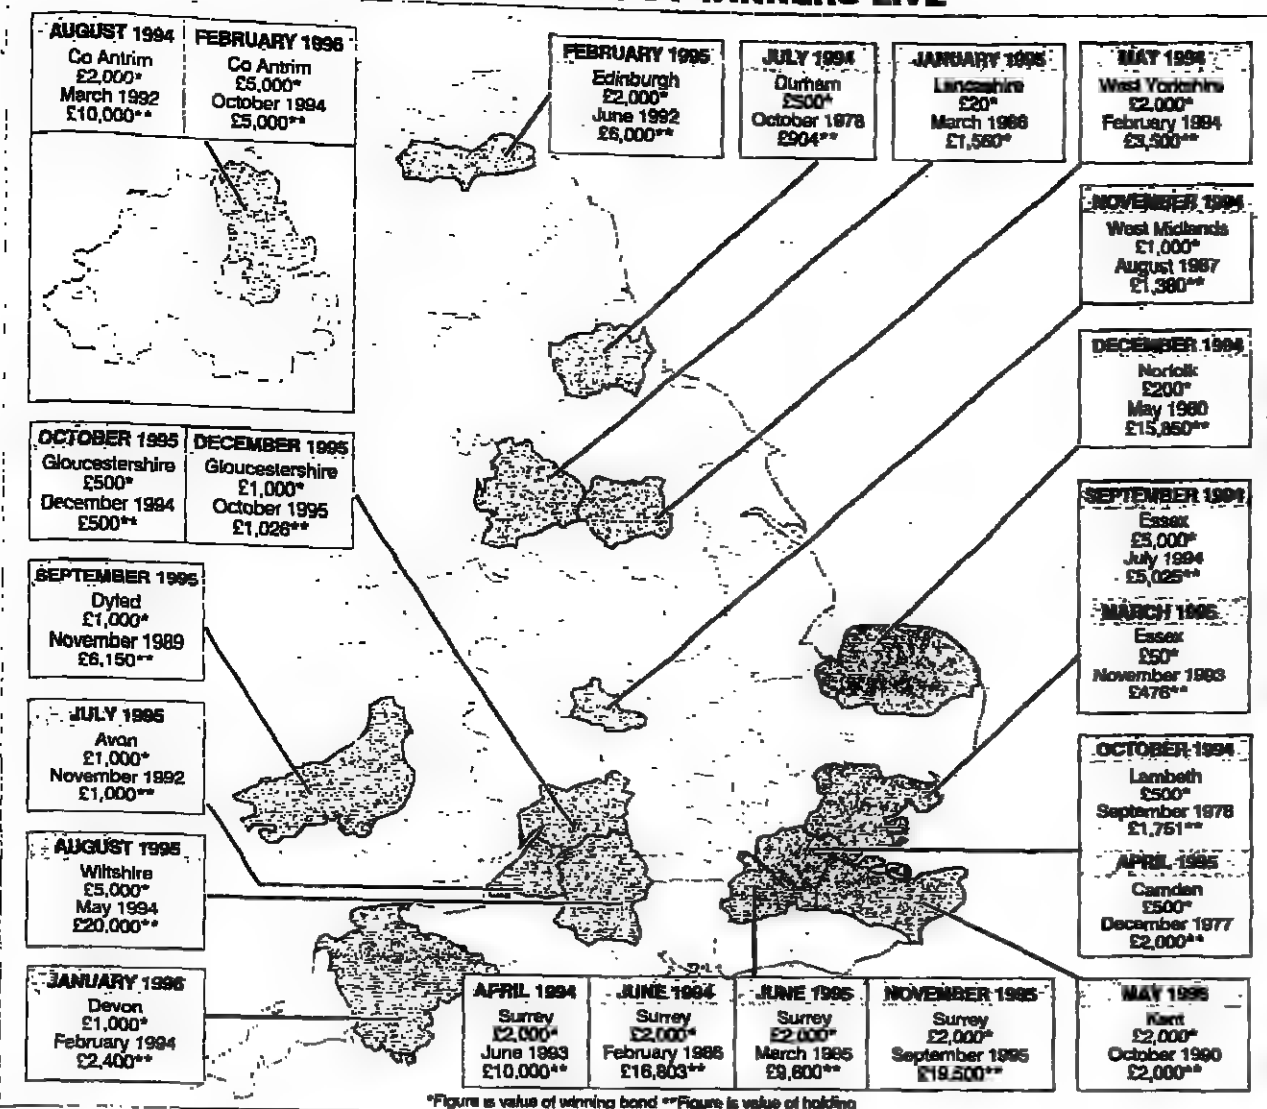 WINNERS LIVE
AUGUST 1994
Co Antrim
£2,000*
March 1992
£10,000**
FEBRUARY 1996
Co Antrim
£5,000*
October 1994
£5,000**
FEBRUARY 1995
Edinburgh
£2,000*
June 1992
£6,000**
JULY 1994
Durham
£500*
October 1978
£904**
JANUARY 1995
Lancashire
£20*
March 1966
£1,560*
MAY 1994
West Yorkshire
£2,000*
February 1994
£3,500**
NOVEMBER 1994
West Midlands
£1,000*
August 1967
£1,380**
DECEMBER 1994
Norfolk
£200*
May 1980
£15,850**
SEPTEMBER 1994
Essex
£5,000*
July 1994
£5,025**
MARCH 1995
Essex
£50*
November 1993
£476**
OCTOBER 1994
Lambeth
£500*
September 1978
£1,751**
APRIL 1995
Camden
£500*
December 1977
£2,000**
OCTOBER 1995
Gloucestershire
£500*
December 1994
£500**
DECEMBER 1995
Gloucestershire
£1,000*
October 1995
£1,026**
SEPTEMBER 1995
Dyfed
£1,000*
November 1989
£6,150**
JULY 1995
Avon
£1,000*
November 1992
£1,000**
AUGUST 1995
Wiltshire
£5,000*
May 1994
£20,000**
JANUARY 1996
Devon
£1,000*
February 1994
£2,400**
APRIL 1994
Surrey
£2,000*
June 1993
£10,000**
JUNE 1994
Surrey
£2,000*
February 1986
£16,803**
JUNE 1995
Surrey
£2,000*
March 1995
£9,600**
NOVEMBER 1995
Surrey
£2,000*
September 1995
£19,500**
MAY 1995
Kent
£2,000*
October 1990
£2,000**
*Figure is value of winning bond **Figure is value of holding